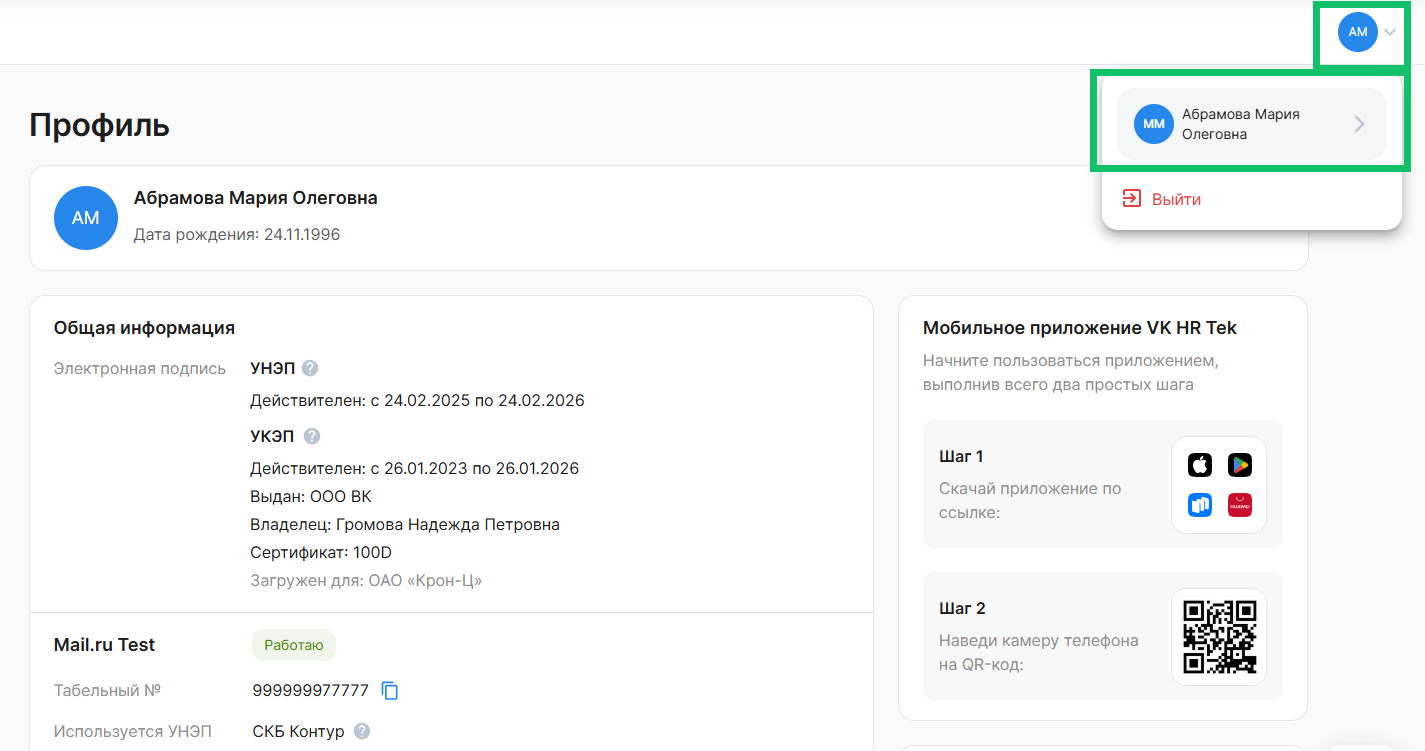 АМ
Профиль
ММ
Абрамова Мария
Олеговна
Выйти
АМ
Абрамова Мария Олеговна
Дата рождения: 24.11.1996
Общая информация
Электронная подпись
УНЭП ?
Действителен: с 24.02.2025 по 24.02.2026
УКЭП ?
Действителен: с 26.01.2023 по 26.01.2026
Выдан: ООО ВК
Владелец: Громова Надежда Петровна
Сертификат: 100D
Загружен для: ОАО «Крон-Ц»
Mail.ru Test
Работаю
Табельный №
999999977777
Используется УНЭП
СКБ Контур ?
Мобильное приложение VK HR Tek
Начните пользоваться приложением,
выполнив всего два простых шага
Шаг 1
Скачай приложение по
ссылке:
HUAWEI
Шаг 2
Наведи камеру телефона
на QR-код: